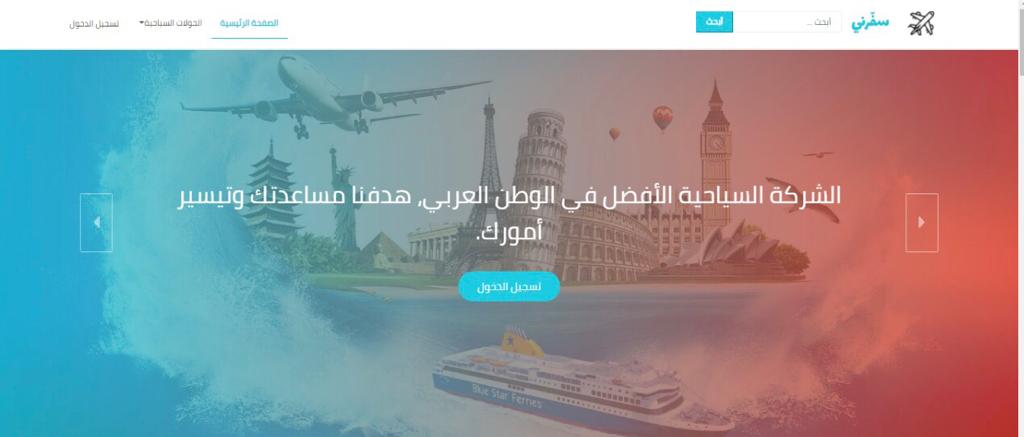 سفّرني
ابحث ...
ابحث
الصفحة الرئيسية
الجولات السياحية
تسجيل الدخول
الشركة السياحية الأفضل في الوطن العربي, هدفنا مساعدتك وتيسير
أمورك.
تسجيل الدخول
Blue Star Ferries